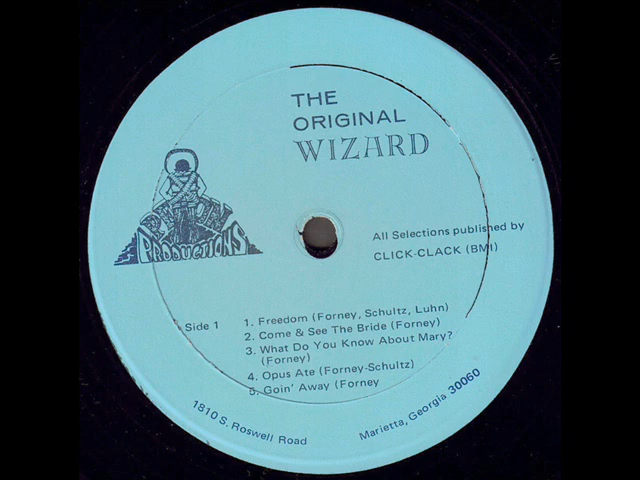 THE
ORIGINAL
WIZARD
PYTHON
PRODUCTIONS
All Selections published by
CLICK-CLACK (BMI)
Side 1
1. Freedom (Forney, Schultz, Luhn)
2. Come & See The Bride (Forney)
3. What Do You Know About Mary?
(Forney)
4. Opus Ate (Forney-Schultz)
5. Goin' Away (Forney
1810 S. Roswell Road
Marietta, Georgia 30060